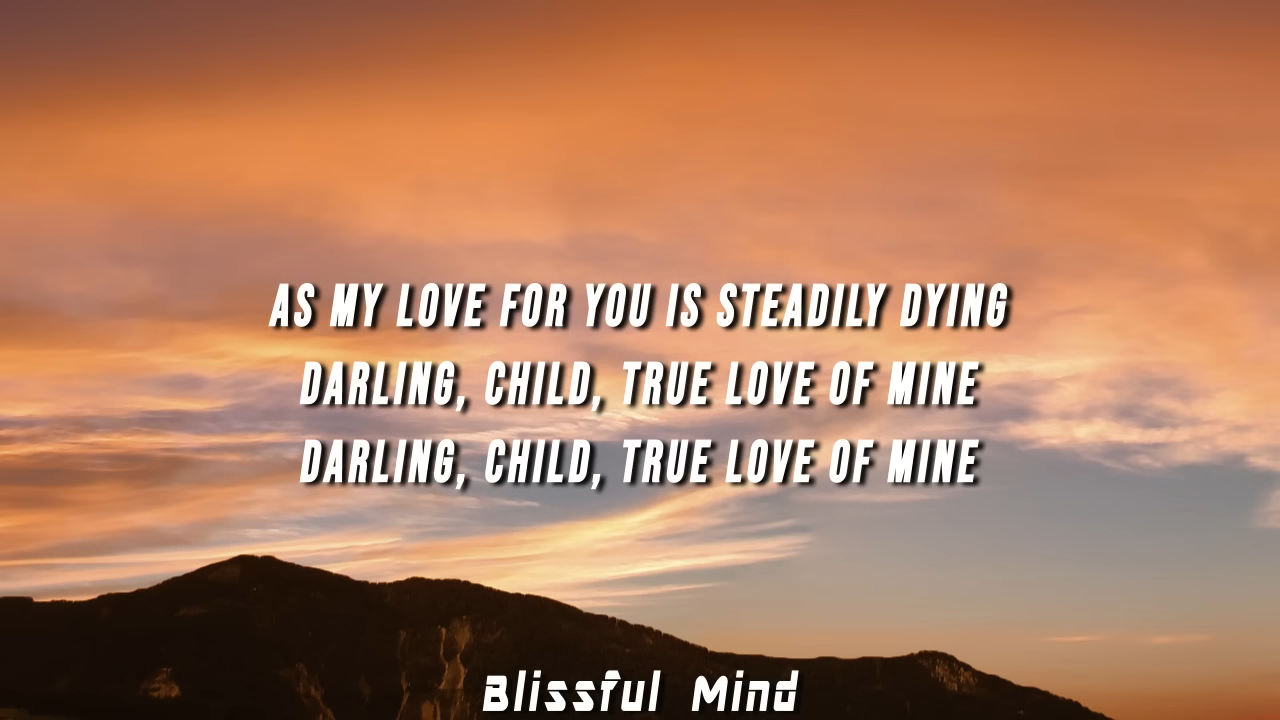 AS MY LOVE FOR YOU IS STEADILY DYING
DARLING, CHILD, TRUE LOVE OF MINE
DARLING, CHILD, TRUE LOVE OF MINE
Blissful Mind